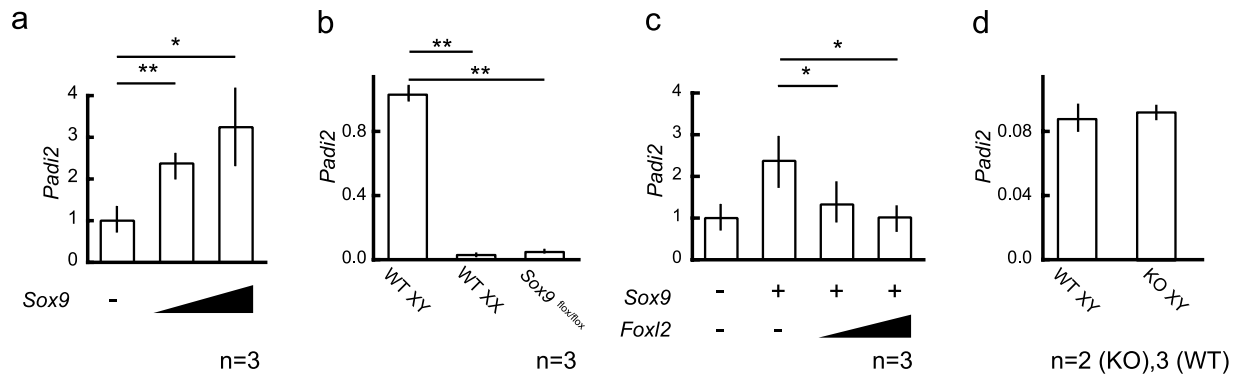 a
*
**
4
3
2
1
0
Padi2
Sox9 -
n=3
b
**
**
0.8
0.4
0.0
Padi2
WT XY
WT XX
Sox9 flox/flox
n=3
c
*
*
4
3
2
1
0
Padi2
Sox9 - + + +
Foxl2 - -
n=3
d
0.08
0.04
0.0
Padi2
WT XY
KO XY
n=2 (KO),3 (WT)